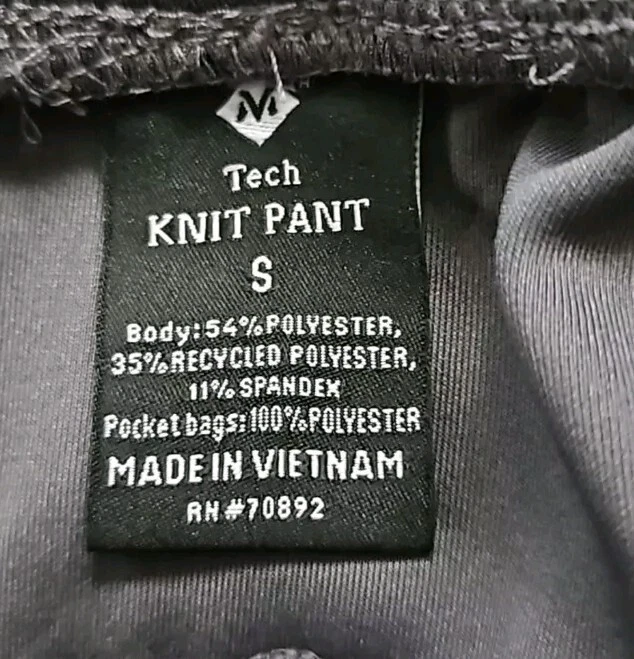 M
Tech
KNIT PANT
S
Body:54%POLYESTER,
35%RECYCLED POLYESTER,
11% SPANDEX
Pocket bags:100%POLYESTER
MADE IN VIETNAM
RN#70892